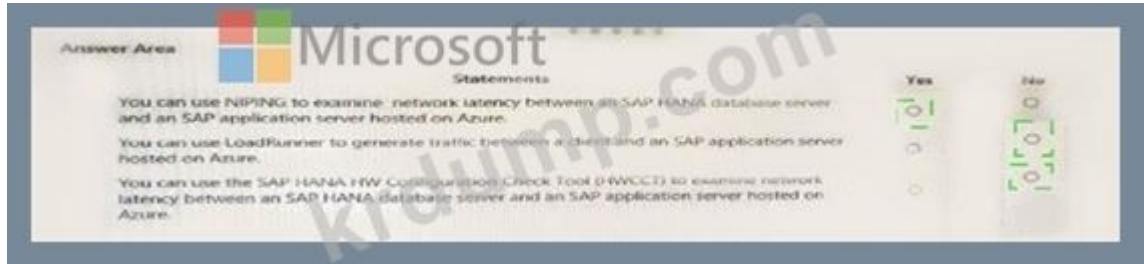 Microsoft
Answer Area
Statements
Yes No
You can use NIPING to examine network latency between an SAP HANA database server
and an SAP application server hosted on Azure.
You can use LoadRunner to generate traffic between a client and an SAP application server
hosted on Azure.
You can use the SAP HANA HW Configuration Check Tool (HWCCT) to examine network
latency between an SAP HANA database server and an SAP application server hosted on
Azure.
krdump.com